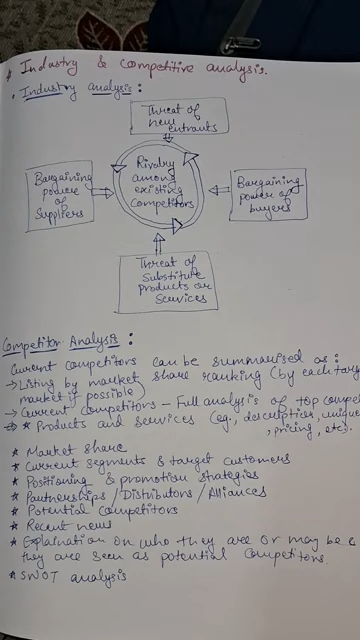 * Industry & Competitive analysis.
• Industry analysis :
Threat of
new
entrants
Bargaining
power
of
Suppliers
Rivalry
among
existing
Competitors
Bargaining
power of
buyers
Threat of
Substitute
products or
Services
Competitor Analysis :
Current competitors can be summarised as :
→ Listing by market share ranking (by each
market if possible)
→ Current competitors – Full analysis of top
* Products and services (eg., description, unique
, pricing, etc).
* Market share
* Current segments & target customers
* Positioning & promotion strategies
* Partnerships / Distributors / Alliances
* Potential competitors
* Recent news
* Explaination on who they are or may be &
they are seen as potential competitors.
* SWOT analysis